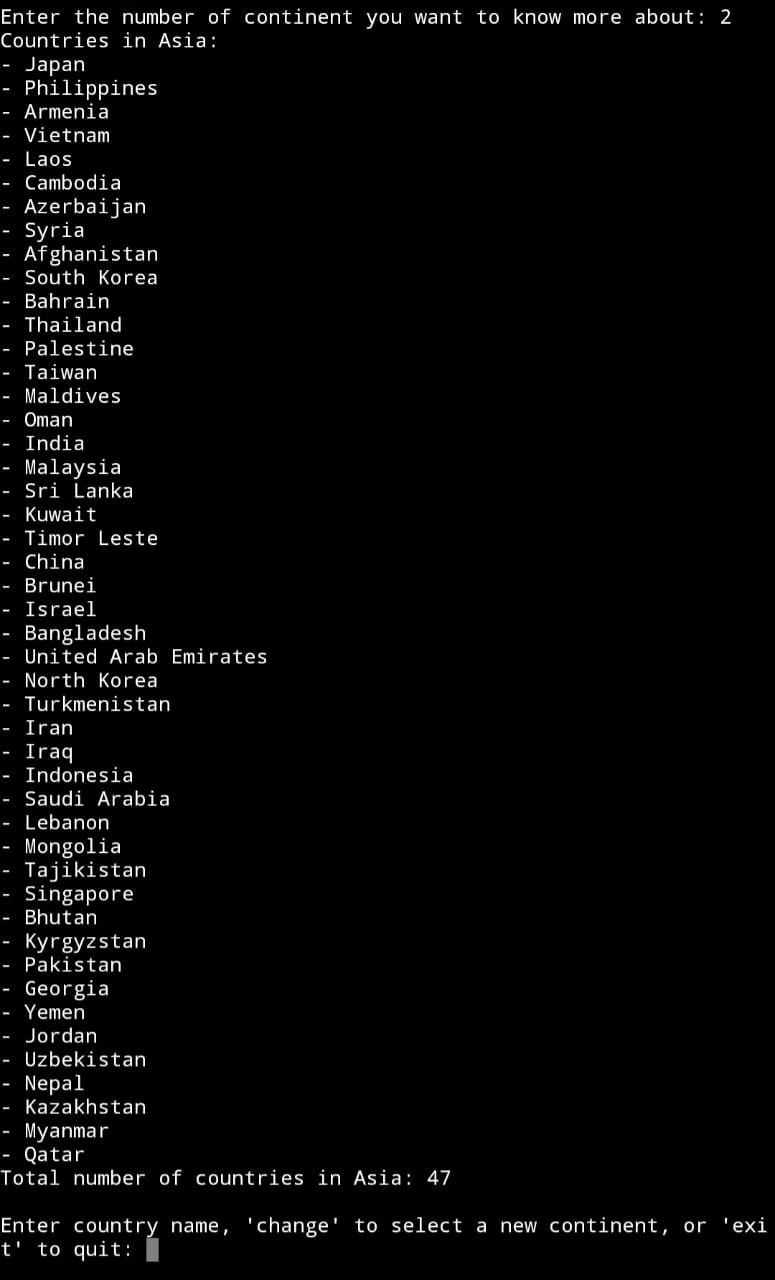 Enter the number of continent you want to know more about: 2
Countries in Asia:
- Japan
- Philippines
- Armenia
- Vietnam
- Laos
- Cambodia
- Azerbaijan
- Syria
- Afghanistan
- South Korea
- Bahrain
- Thailand
- Palestine
- Taiwan
- Maldives
- Oman
- India
- Malaysia
- Sri Lanka
- Kuwait
- Timor Leste
- China
- Brunei
- Israel
- Bangladesh
- United Arab Emirates
- North Korea
- Turkmenistan
- Iran
- Iraq
- Indonesia
- Saudi Arabia
- Lebanon
- Mongolia
- Tajikistan
- Singapore
- Bhutan
- Kyrgyzstan
- Pakistan
- Georgia
- Yemen
- Jordan
- Uzbekistan
- Nepal
- Kazakhstan
- Myanmar
- Qatar
Total number of countries in Asia: 47
Enter country name, 'change' to select a new continent, or 'exi
t' to quit: